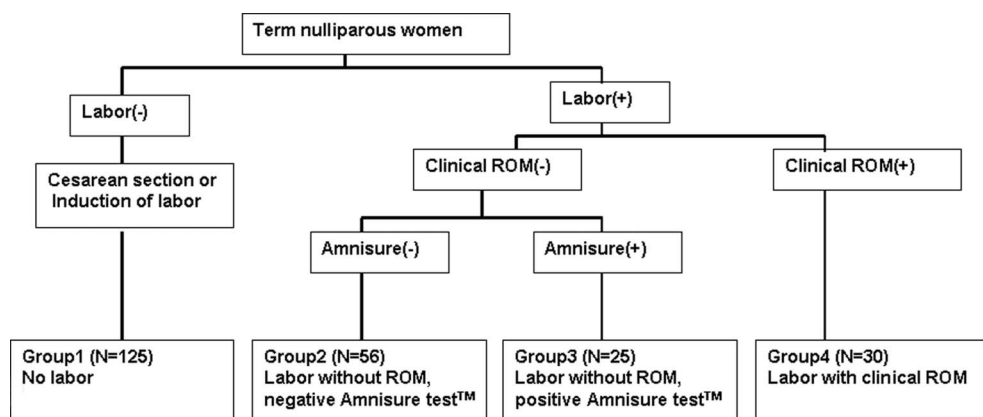 Term nulliparous women
Labor(-)
Labor(+)
Cesarean section or
Induction of labor
Clinical ROM(-)
Clinical ROM(+)
Amnisure(-)
Amnisure(+)
Group1 (N=125)
No labor
Group2 (N=56)
Labor without ROM,
negative Amnisure test™
Group3 (N=25)
Labor without ROM,
positive Amnisure test™
Group4 (N=30)
Labor with clinical ROM